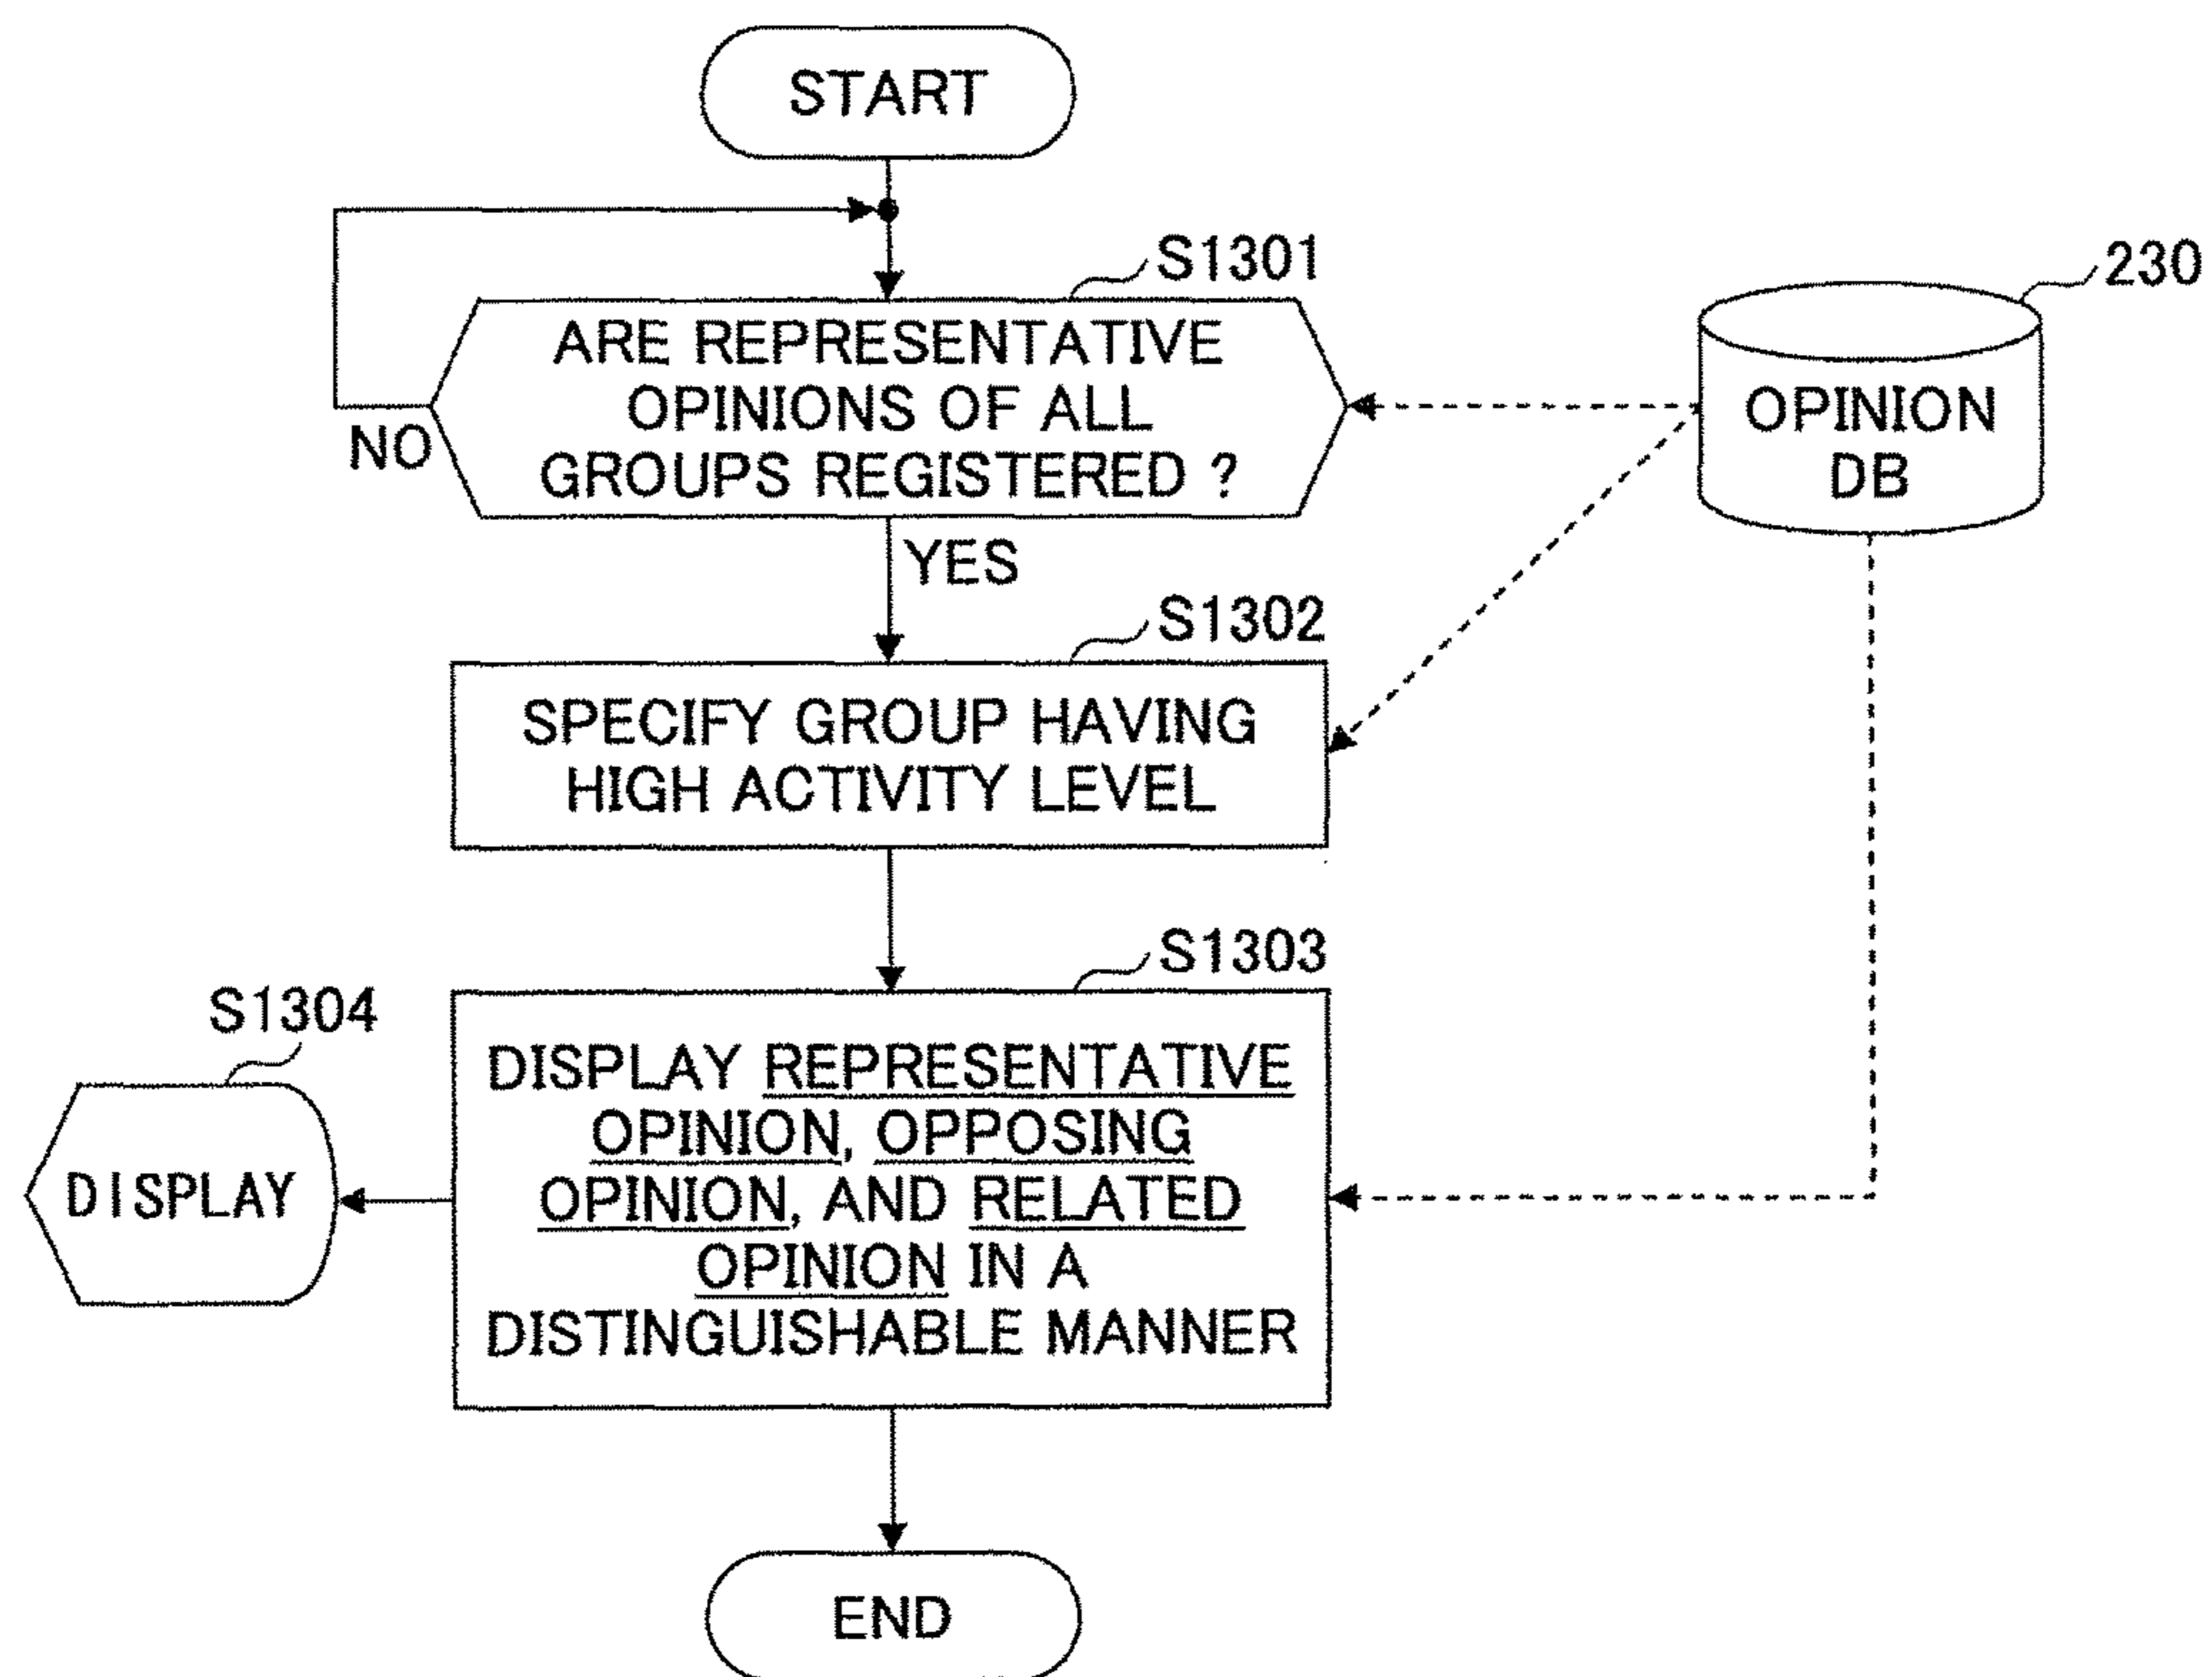 START
S1301
230
ARE REPRESENTATIVE
OPINIONS OF ALL
GROUPS REGISTERED ?
OPINION
DB
NO
YES
S1302
SPECIFY GROUP HAVING
HIGH ACTIVITY LEVEL
S1303
S1304
DISPLAY REPRESENTATIVE
OPINION, OPPOSING
OPINION, AND RELATED
OPINION IN A
DISTINGUISHABLE MANNER
DISPLAY
END